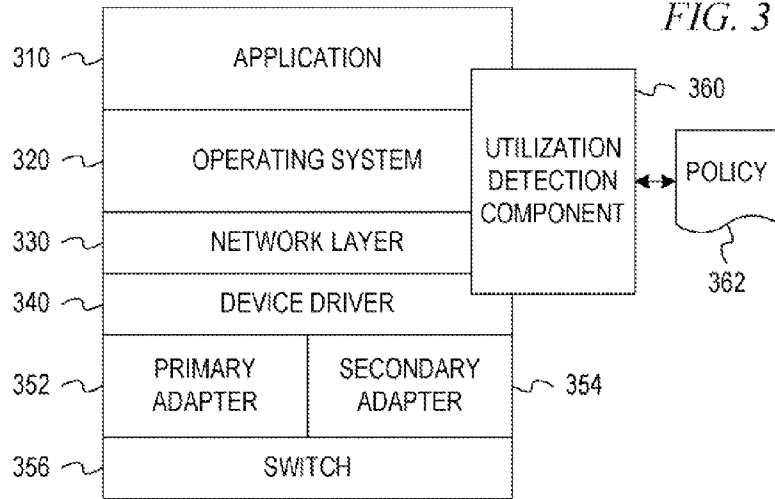 FIG. 3
310
APPLICATION
360
320
OPERATING SYSTEM
UTILIZATION
DETECTION
COMPONENT
POLICY
330
NETWORK LAYER
362
340
DEVICE DRIVER
352
PRIMARY
ADAPTER
SECONDARY
ADAPTER
354
356
SWITCH